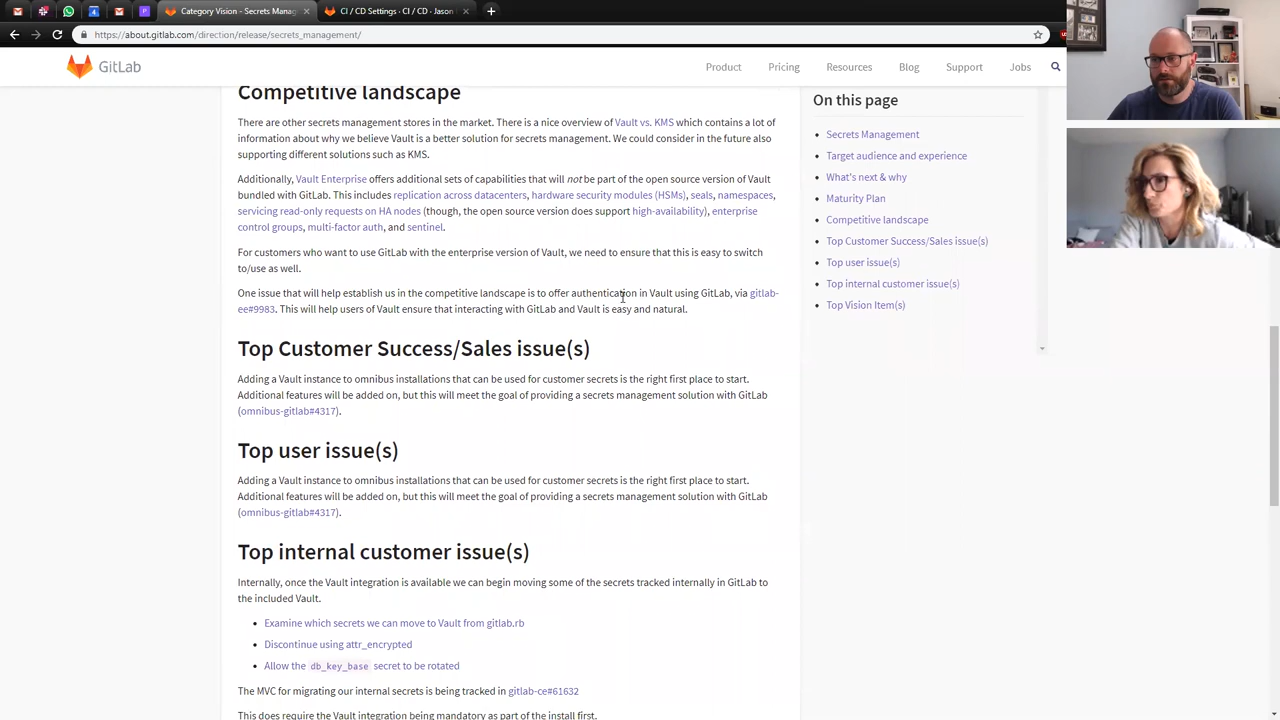 Category Vision - Secrets Manag
CI / CD Settings · CI / CD · Jason
https://about.gitlab.com/direction/release/secrets_management/
GitLab
Product
Pricing
Resources
Blog
Support
Jobs
Competitive landscape
There are other secrets management stores in the market. There is a nice overview of Vault vs. KMS which contains a lot of
information about why we believe Vault is a better solution for secrets management. We could consider in the future also
supporting different solutions such as KMS.
Additionally, Vault Enterprise offers additional sets of capabilities that will not be part of the open source version of Vault
bundled with GitLab. This includes replication across datacenters, hardware security modules (HSMs), seals, namespaces,
servicing read-only requests on HA nodes (though, the open source version does support high-availability), enterprise
control groups, multi-factor auth, and sentinel.
For customers who want to use GitLab with the enterprise version of Vault, we need to ensure that this is easy to switch
to/use as well.
One issue that will help establish us in the competitive landscape is to offer authentication in Vault using GitLab, via gitlab-
ee#9983. This will help users of Vault ensure that interacting with GitLab and Vault is easy and natural.
Top Customer Success/Sales issue(s)
Adding a Vault instance to omnibus installations that can be used for customer secrets is the right first place to start.
Additional features will be added on, but this will meet the goal of providing a secrets management solution with GitLab
(omnibus-gitlab#4317).
Top user issue(s)
Adding a Vault instance to omnibus installations that can be used for customer secrets is the right first place to start.
Additional features will be added on, but this will meet the goal of providing a secrets management solution with GitLab
(omnibus-gitlab#4317).
Top internal customer issue(s)
Internally, once the Vault integration is available we can begin moving some of the secrets tracked internally in GitLab to
the included Vault.
• Examine which secrets we can move to Vault from gitlab.rb
• Discontinue using attr_encrypted
• Allow the db_key_base secret to be rotated
The MVC for migrating our internal secrets is being tracked in gitlab-ce#61632
This does require the Vault integration being mandatory as part of the install first.
On this page
• Secrets Management
• Target audience and experience
• What's next & why
• Maturity Plan
• Competitive landscape
• Top Customer Success/Sales issue(s)
• Top user issue(s)
• Top internal customer issue(s)
• Top Vision Item(s)